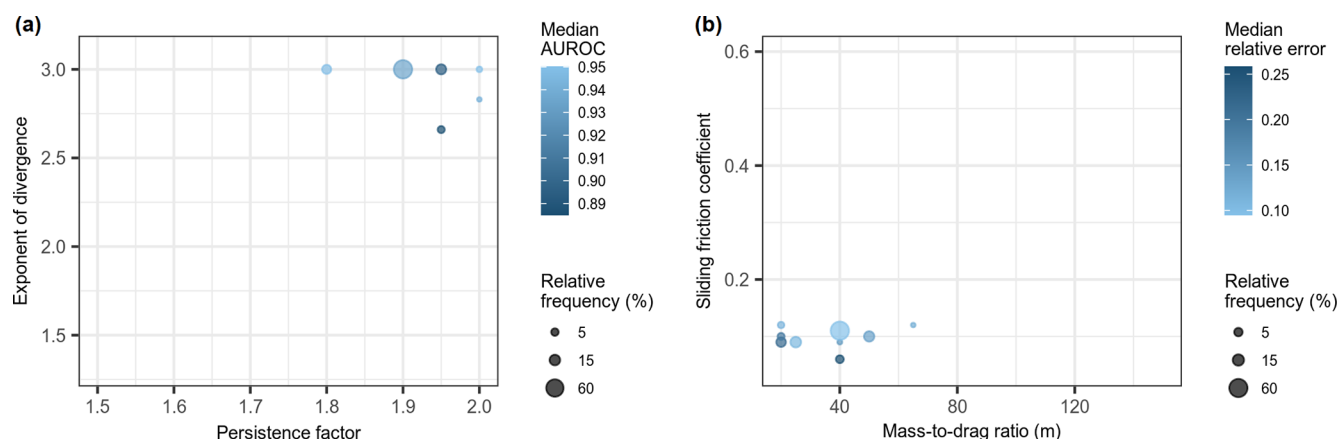 (a)
Exponent of divergence
3.0
2.5
2.0
1.5
1.5 1.6 1.7 1.8 1.9 2.0
Persistence factor
Median
AUROC
0.95
0.94
0.93
0.92
0.91
0.90
0.89
Relative
frequency (%)
5
15
60
(b)
Sliding friction coefficient
0.6
0.4
0.2
40 80 120
Mass-to-drag ratio (m)
Median
relative error
0.25
0.20
0.15
0.10
Relative
frequency (%)
5
15
60